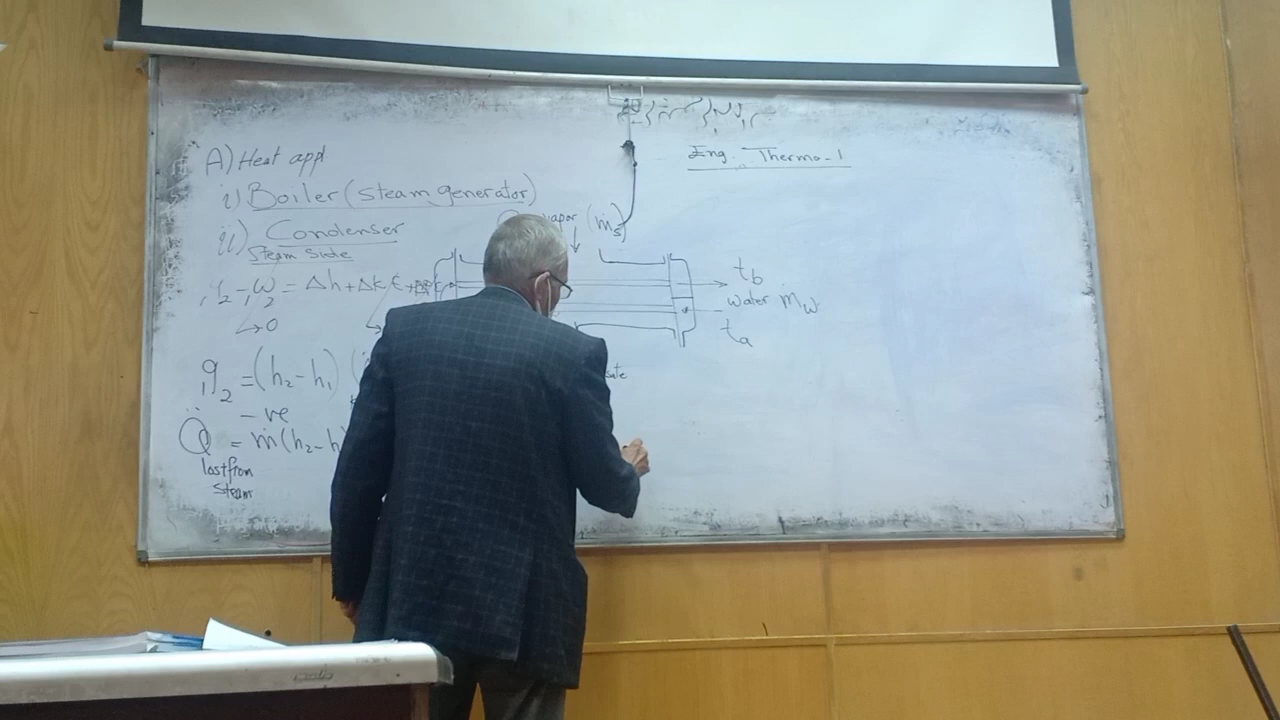 Eng. Thermo-1
A) Heat appl
i) Boiler (steam generator)
ii) Condenser
Steam Side
₁q₂ - ₁w₂ = Δh + ΔkE +
→ 0
₁q₂ = (h₂ - h₁)
- ve
Q̇ = ṁ(h₂ - h
lost from
steam
vapor (ṁs)
tb
water ṁw
ta